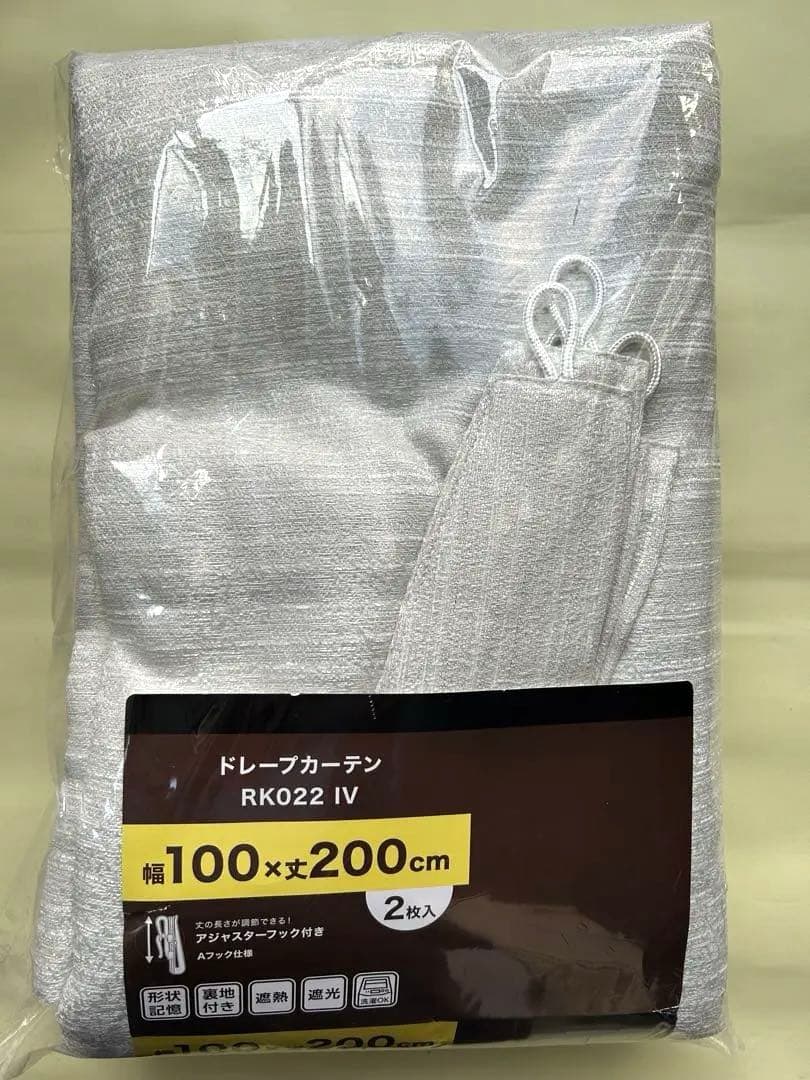 ドレープカーテン
RK022 IV
幅100×丈200cm
2枚入
丈の長さが調節できる！
アジャスターフック付き
Aフック仕様
形状記憶
裏地付き
遮熱
遮光
洗濯OK
100 200cm